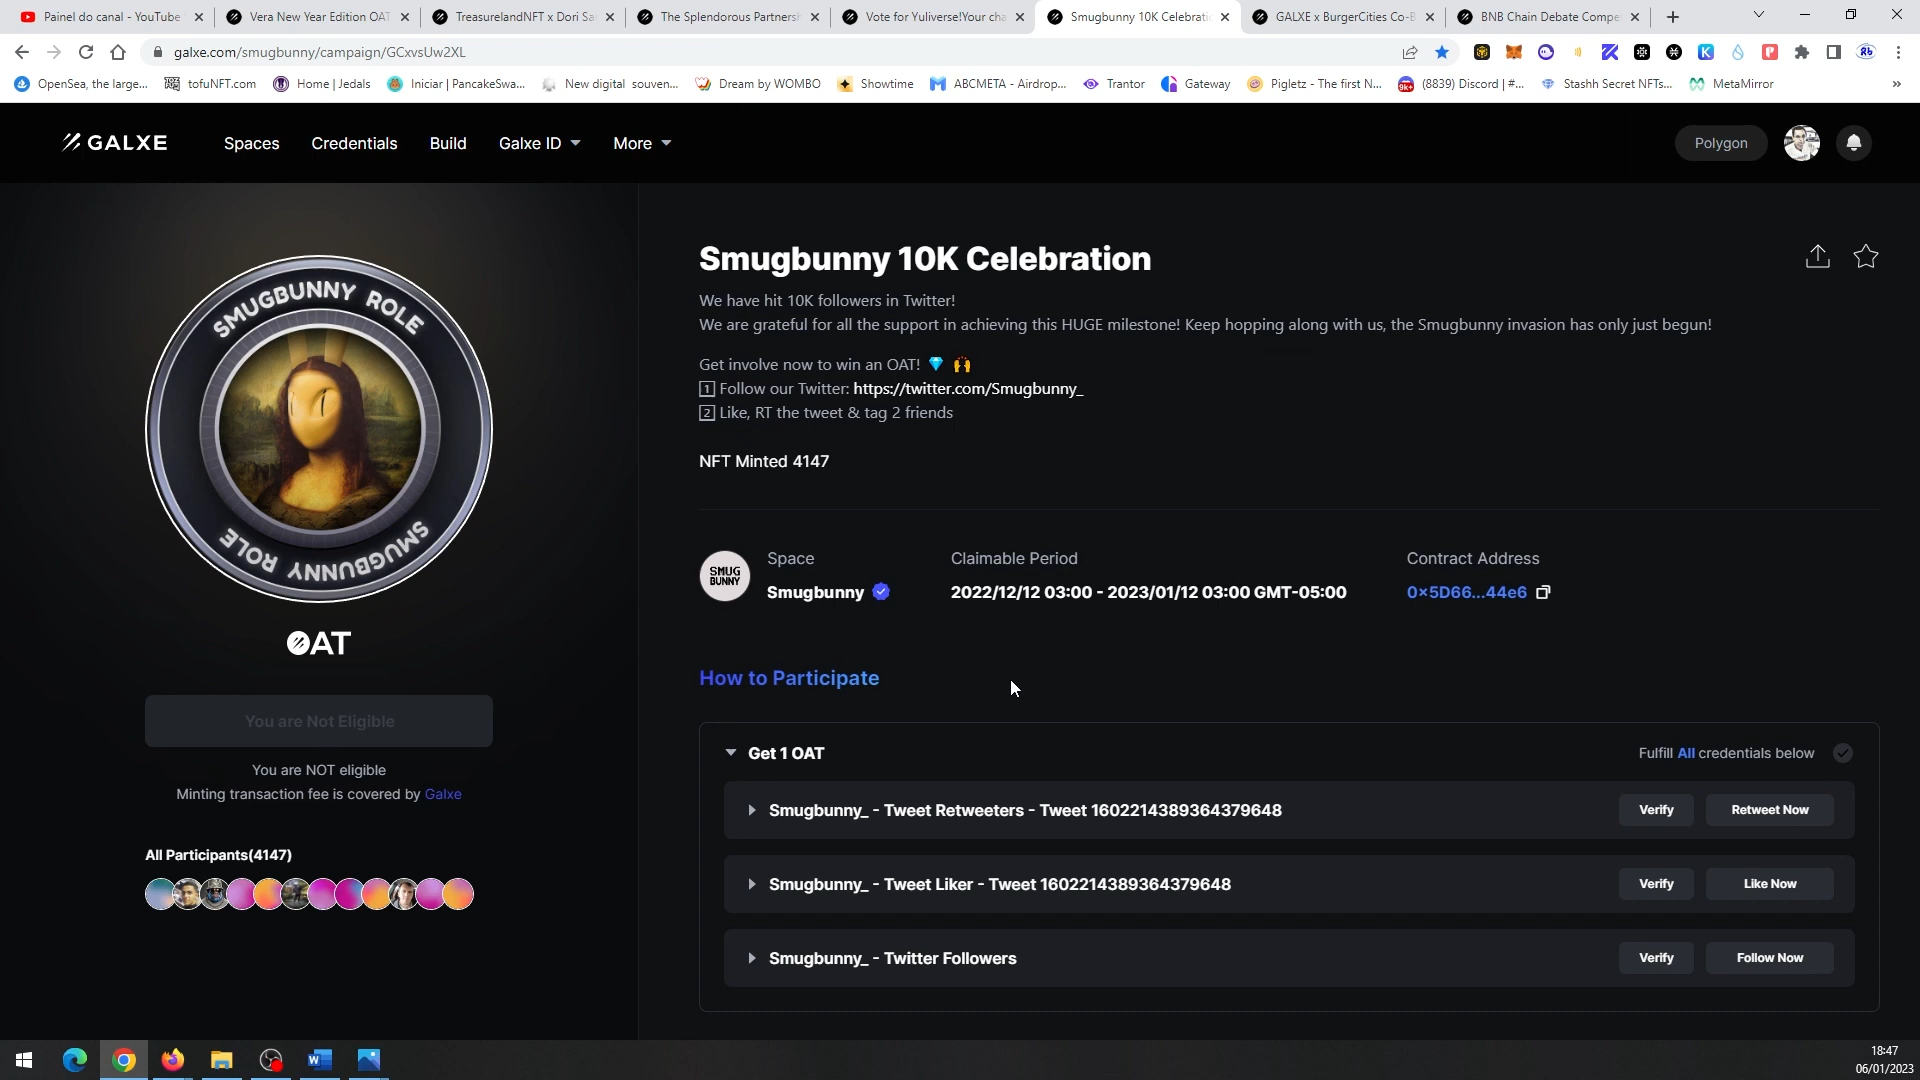 Painel do canal - YouTube
Vera New Year Edition OAT
TreasurelandNFT x Dori Sa
The Splendorous Partnersh
Vote for Yuliverse!Your cha
Smugbunny 10K Celebratio
GALXE x BurgerCities Co-B
BNB Chain Debate Compe
galxe.com/smugbunny/campaign/GCxvsUw2XL
OpenSea, the large...
tofuNFT.com
Home | Jedals
Iniciar | PancakeSwa...
New digital souven...
Dream by WOMBO
Showtime
ABCMETA - Airdrop...
Trantor
Gateway
Pigletz - The first N...
9k+
(8839) Discord | #...
Stashh Secret NFTs...
MetaMirror
»
GALXE
Spaces
Credentials
Build
Galxe ID
More
Polygon
SMUGBUNNY ROLE
SMUGBUNNY ROLE
OAT
You are Not Eligible
You are NOT eligible
Minting transaction fee is covered by Galxe
All Participants(4147)
Smugbunny 10K Celebration
We have hit 10K followers in Twitter!
We are grateful for all the support in achieving this HUGE milestone! Keep hopping along with us, the Smugbunny invasion has only just begun!
Get involve now to win an OAT! 💎 🙌
1 Follow our Twitter: https://twitter.com/Smugbunny_
2 Like, RT the tweet & tag 2 friends
NFT Minted 4147
SMUG
BUNNY
Space
Smugbunny
Claimable Period
2022/12/12 03:00 - 2023/01/12 03:00 GMT-05:00
Contract Address
0×5D66...44e6
How to Participate
Get 1 OAT
Fulfill All credentials below
Smugbunny_ - Tweet Retweeters - Tweet 1602214389364379648
Verify
Retweet Now
Smugbunny_ - Tweet Liker - Tweet 1602214389364379648
Verify
Like Now
Smugbunny_ - Twitter Followers
Verify
Follow Now
18:47
06/01/2023